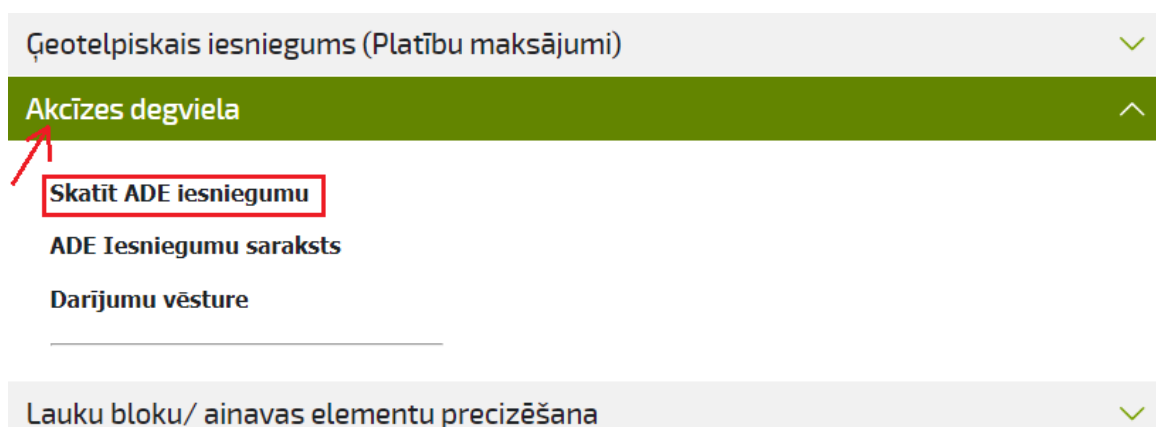 Ģeotelpiskais iesniegums (Platību maksājumi)
Akcīzes degviela
Skatīt ADE iesniegumu
ADE Iesniegumu saraksts
Darījumu vēsture
Lauku bloku/ ainavas elementu precizēšana